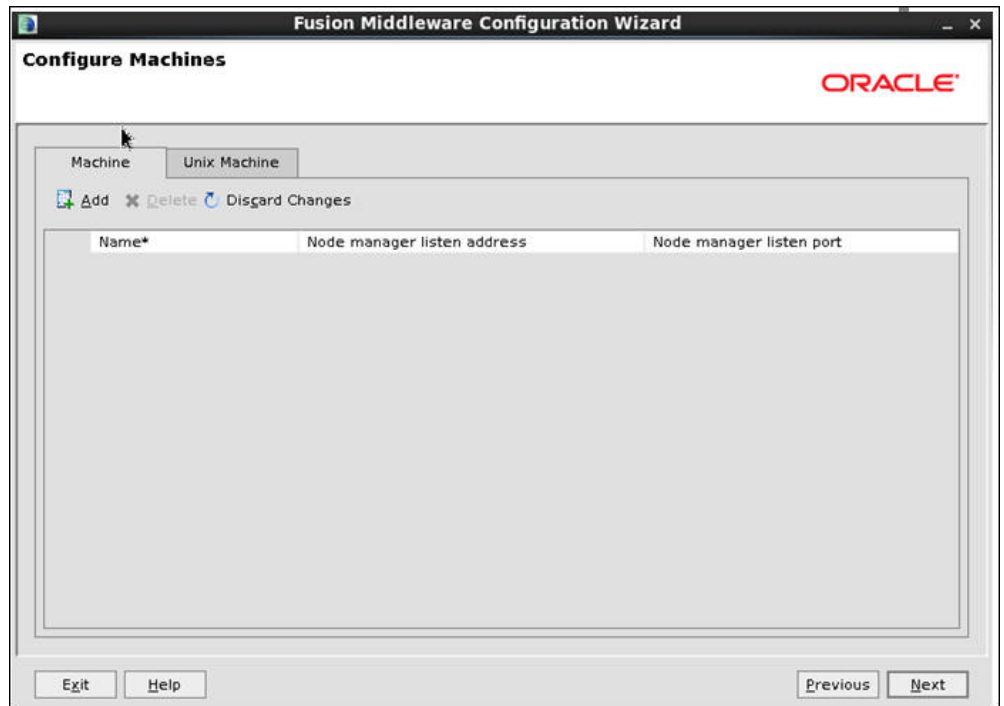 Fusion Middleware Configuration Wizard
Configure Machines
ORACLE
Machine Unix Machine
Add Delete Discard Changes
Name* Node manager listen address Node manager listen port
Exit Help Previous Next